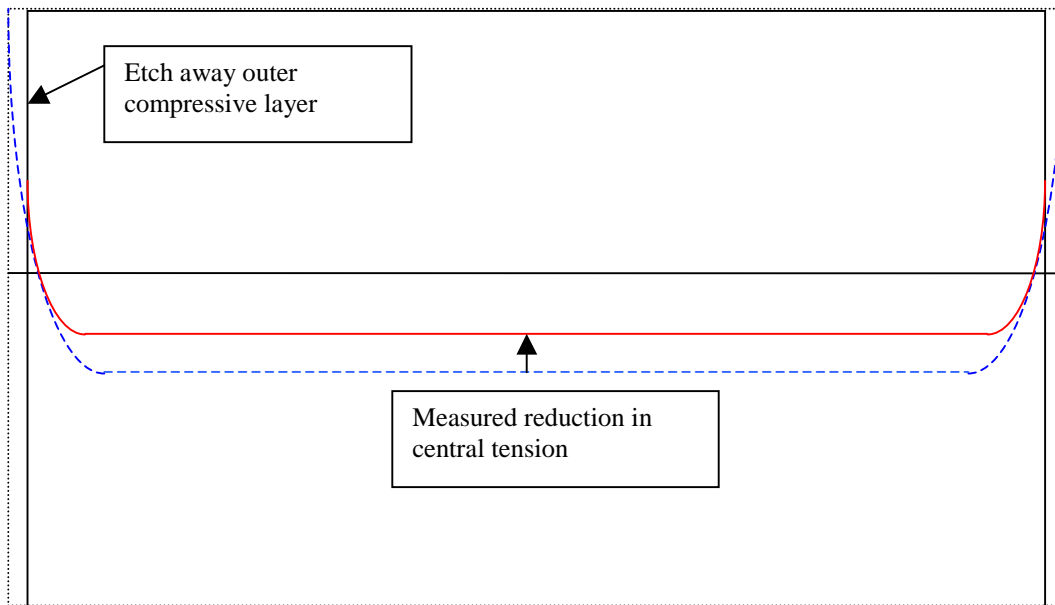 Etch away outer
compressive layer
Measured reduction in
central tension